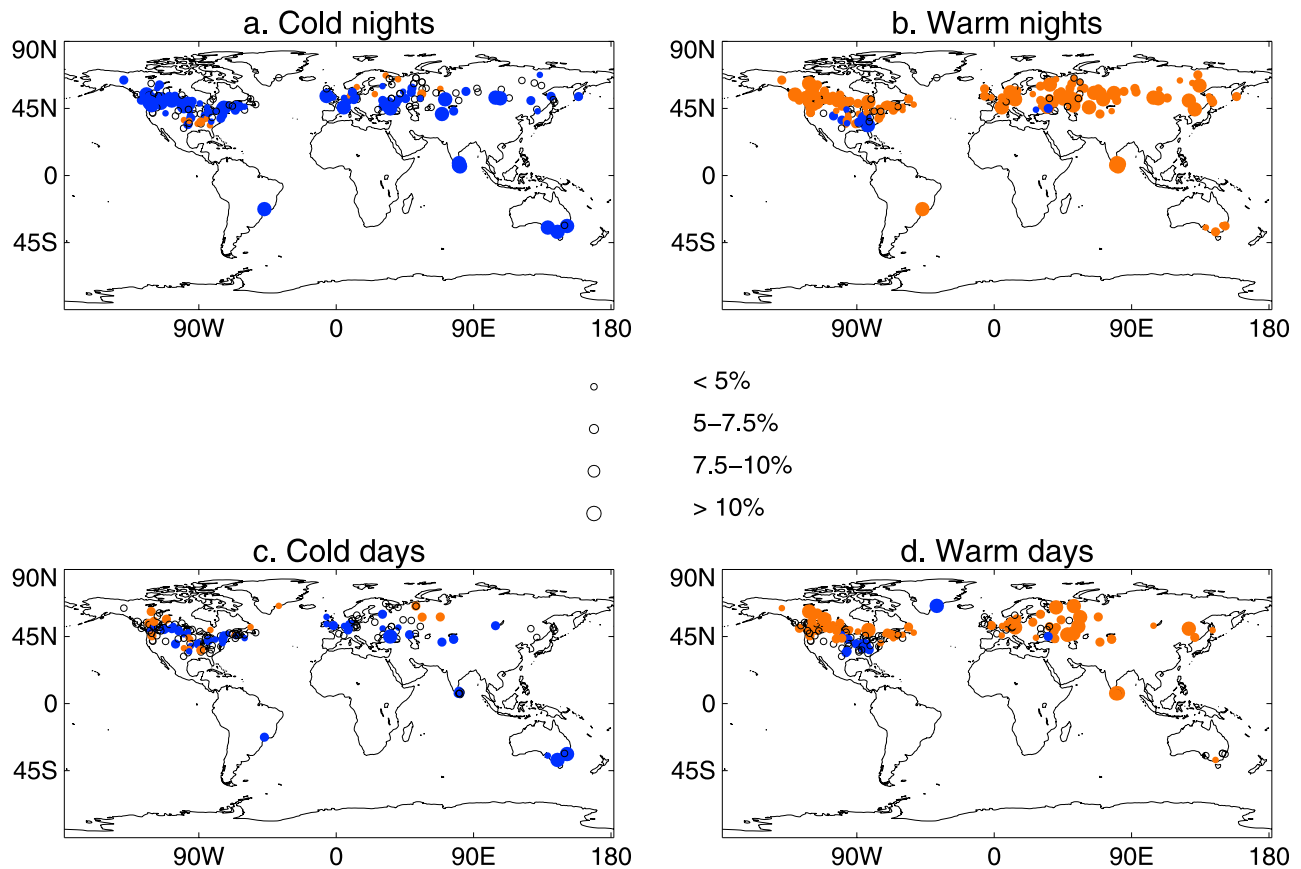 a. Cold nights
b. Warm nights
90N
45N
0
45S
90W 0 90E 180
90N
45N
0
45S
90W 0 90E 180
< 5%
5–7.5%
7.5–10%
> 10%
c. Cold days
d. Warm days
90N
45N
0
45S
90W 0 90E 180
90N
45N
0
45S
90W 0 90E 180